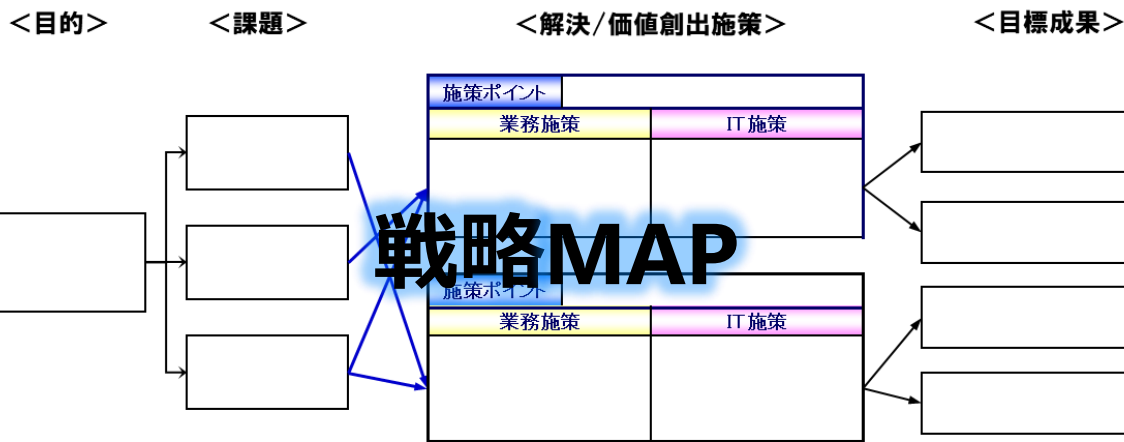 ＜目的＞
＜課題＞
＜解決/価値創出施策＞
＜目標成果＞
施策ポイント
業務施策
IT施策
戦略MAP
施策ポイント
業務施策
IT施策